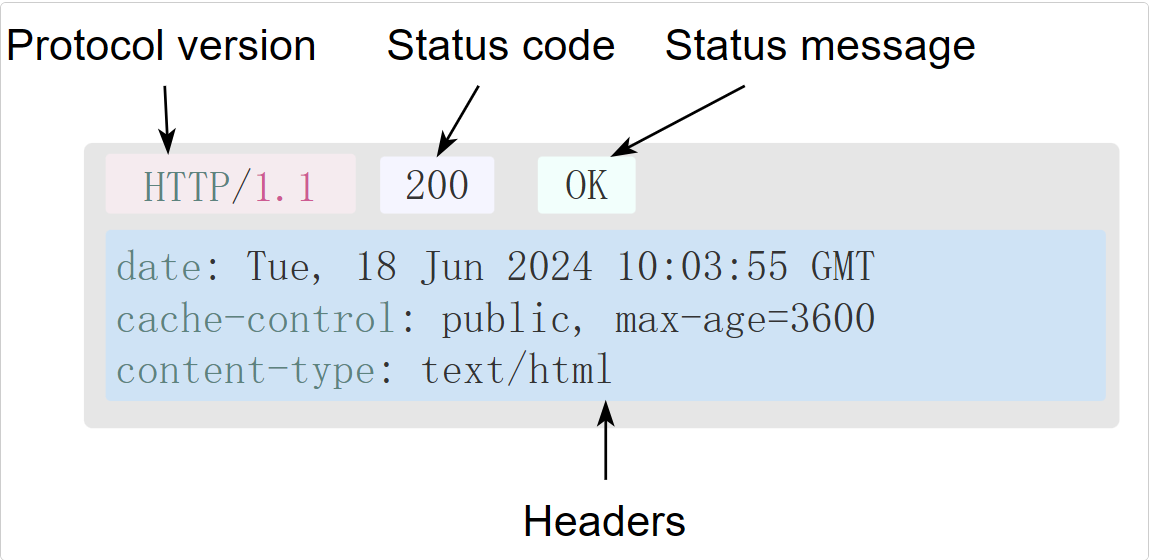 Protocol version Status code Status message
HTTP/1.1 200 OK
date: Tue, 18 Jun 2024 10:03:55 GMT
cache-control: public, max-age=3600
content-type: text/html
Headers